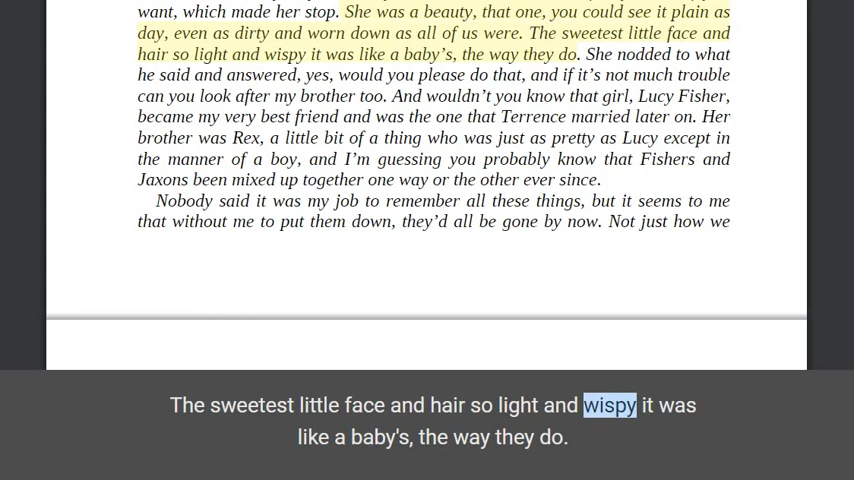 want, which made her stop. She was a beauty, that one, you could see it plain as
day, even as dirty and worn down as all of us were. The sweetest little face and
hair so light and wispy it was like a baby’s, the way they do. She nodded to what
he said and answered, yes, would you please do that, and if it’s not much trouble
can you look after my brother too. And wouldn’t you know that girl, Lucy Fisher,
became my very best friend and was the one that Terrence married later on. Her
brother was Rex, a little bit of a thing who was just as pretty as Lucy except in
the manner of a boy, and I’m guessing you probably know that Fishers and
Jaxons been mixed up together one way or the other ever since.
Nobody said it was my job to remember all these things, but it seems to me
that without me to put them down, they’d all be gone by now. Not just how we
The sweetest little face and hair so light and wispy it was
like a baby's, the way they do.